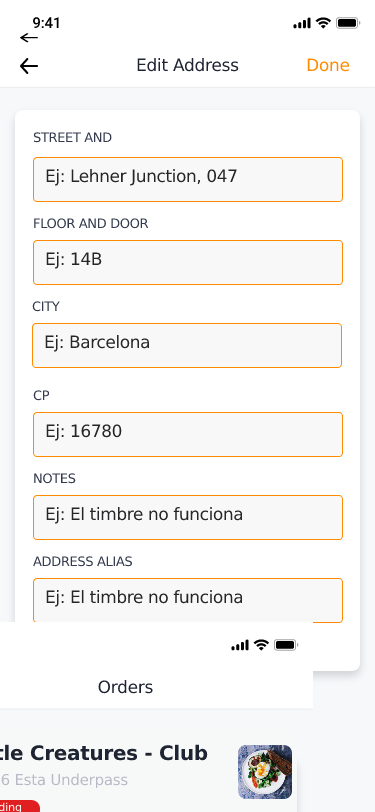 9:41
Edit Address
Done
STREET AND
Ej: Lehner Junction, 047
FLOOR AND DOOR
Ej: 14B
CITY
Ej: Barcelona
CP
Ej: 16780
NOTES
Ej: El timbre no funciona
ADDRESS ALIAS
Ej: El timbre no funciona
Orders
tle Creatures - Club
6 Esta Underpass
ding